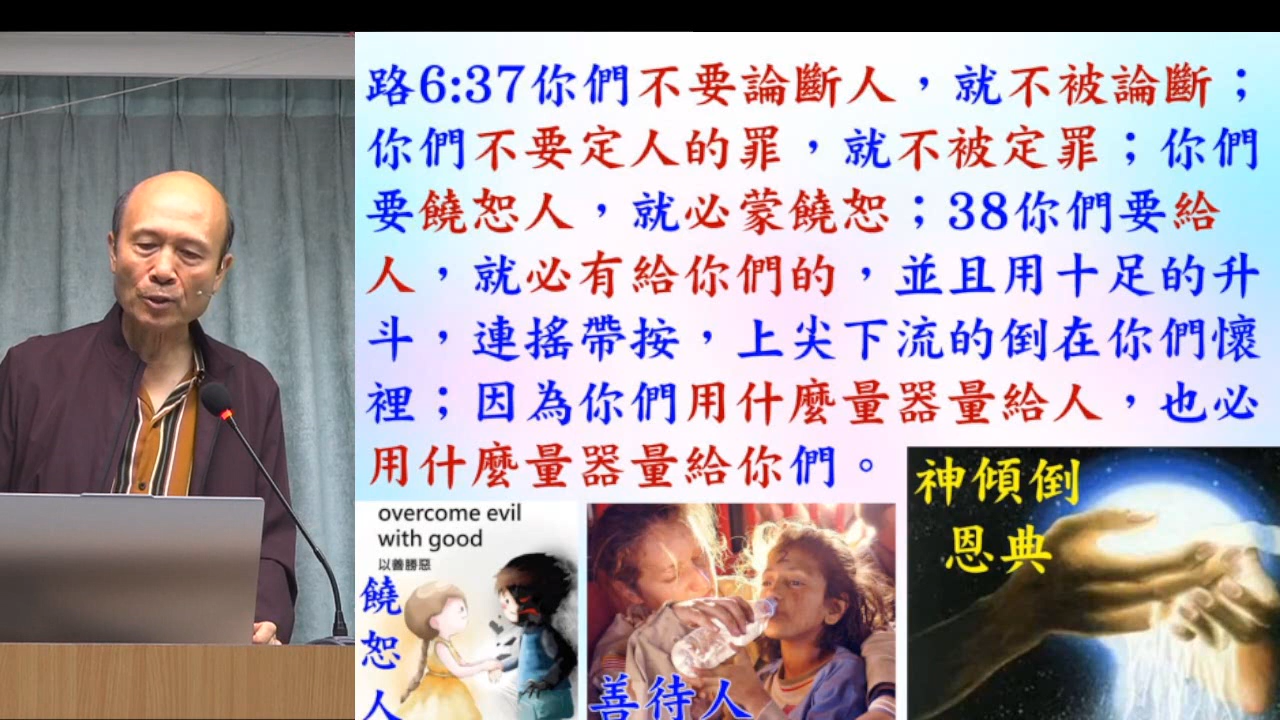 路6:37你們不要論斷人，就不被論斷；
你們不要定人的罪，就不被定罪；你們
要饒恕人，就必蒙饒恕；38你們要給
人，就必有給你們的，並且用十足的升
斗，連搖帶按，上尖下流的倒在你們懷
裡；因為你們用什麼量器量給人，也必
用什麼量器量給你們。
overcome evil
with good
以善勝惡
饒
恕
人
善待人
神傾倒
恩典